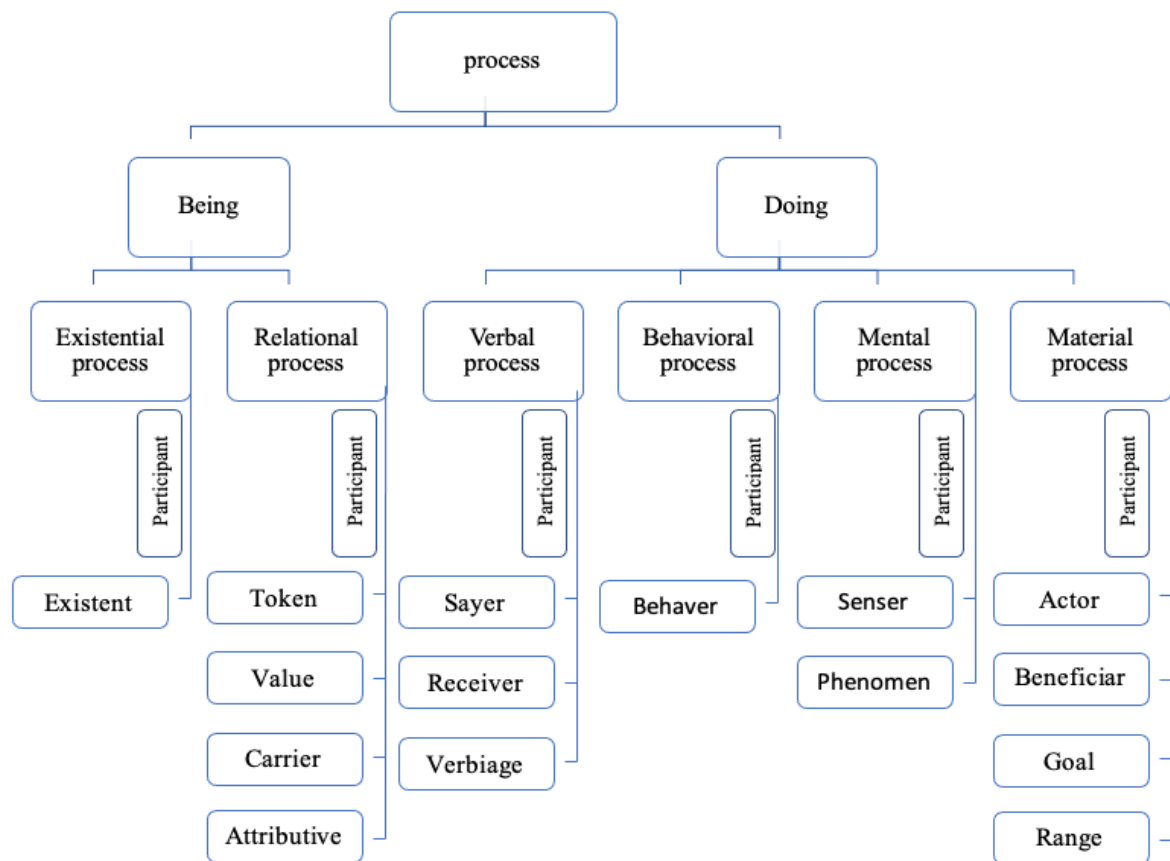 process
Being
Doing
Existential
process
Relational
process
Verbal
process
Behavioral
process
Mental
process
Material
process
Participant
Participant
Participant
Participant
Participant
Participant
Existent
Token
Sayer
Behaver
Senser
Actor
Value
Receiver
Phenomen
Beneficiar
Carrier
Verbiage
Goal
Attributive
Range